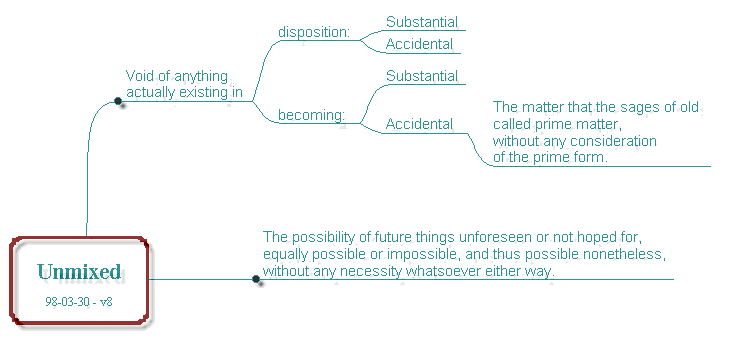 Void of anything
actually existing in
disposition:
Substantial
Accidental
becoming:
Substantial
Accidental
The matter that the sages of old
called prime matter,
without any consideration
of the prime form.
Unmixed
98-03-30 - v8
The possibility of future things unforeseen or not hoped for,
equally possible or impossible, and thus possible nonetheless,
without any necessity whatsoever either way.